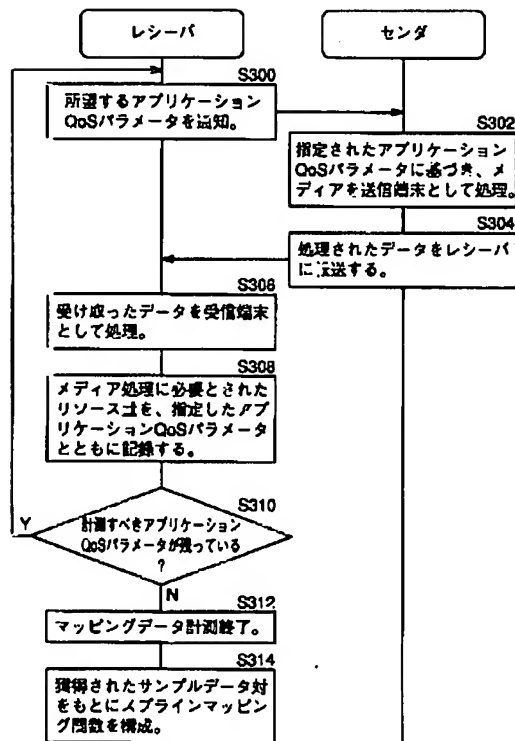 レシーバ
センダ
S300
所望するアプリケーション
QoSパラメータを通知。
S302
指定されたアプリケーション
QoSパラメータに基づき、メ
ディアを送信端末として処理。
S304
処理されたデータをレシーバ
に転送する。
S306
受け取ったデータを受信端末
として処理。
S308
メディア処理に必要とされた
リソース量を、指定したアプ
リケーションQoSパラメータ
とともに記録する。
S310
計測すべきアプリケーション
QoSパラメータが残っている
?
Y
N
S312
マッピングデータ計測終了。
S314
獲得されたサンプルデータ対
をもとにスプラインマッピン
グ関数を構成。